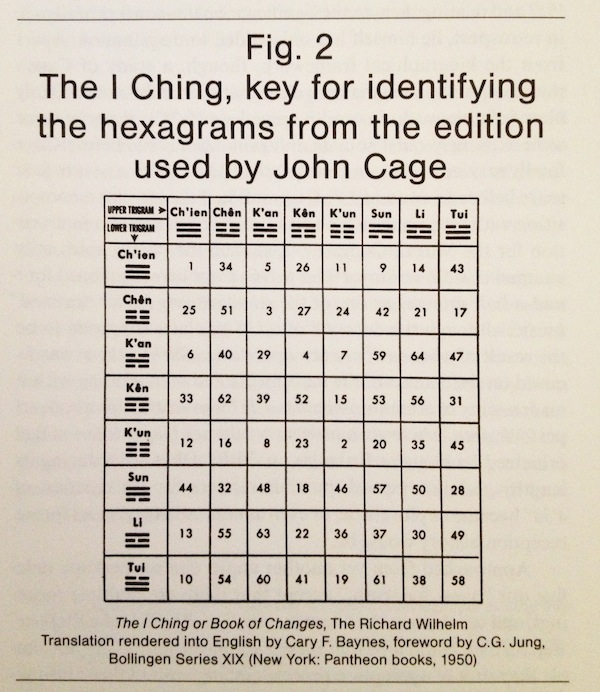 Fig. 2
The I Ching, key for identifying
the hexagrams from the edition
used by John Cage
UPPER TRIGRAM Ch'ien Chên K'an Kên K'un Sun Li Tui
LOWER TRIGRAM
Ch'ien 1 34 5 26 11 9 14 43
Chên 25 51 3 27 24 42 21 17
K'an 6 40 29 4 7 59 64 47
Kên 33 62 39 52 15 53 56 31
K'un 12 16 8 23 2 20 35 45
Sun 44 32 48 18 46 57 50 28
Li 13 55 63 22 36 37 30 49
Tui 10 54 60 41 19 61 38 58
The I Ching or Book of Changes, The Richard Wilhelm
Translation rendered into English by Cary F. Baynes, foreword by C.G. Jung,
Bollingen Series XIX (New York: Pantheon books, 1950)